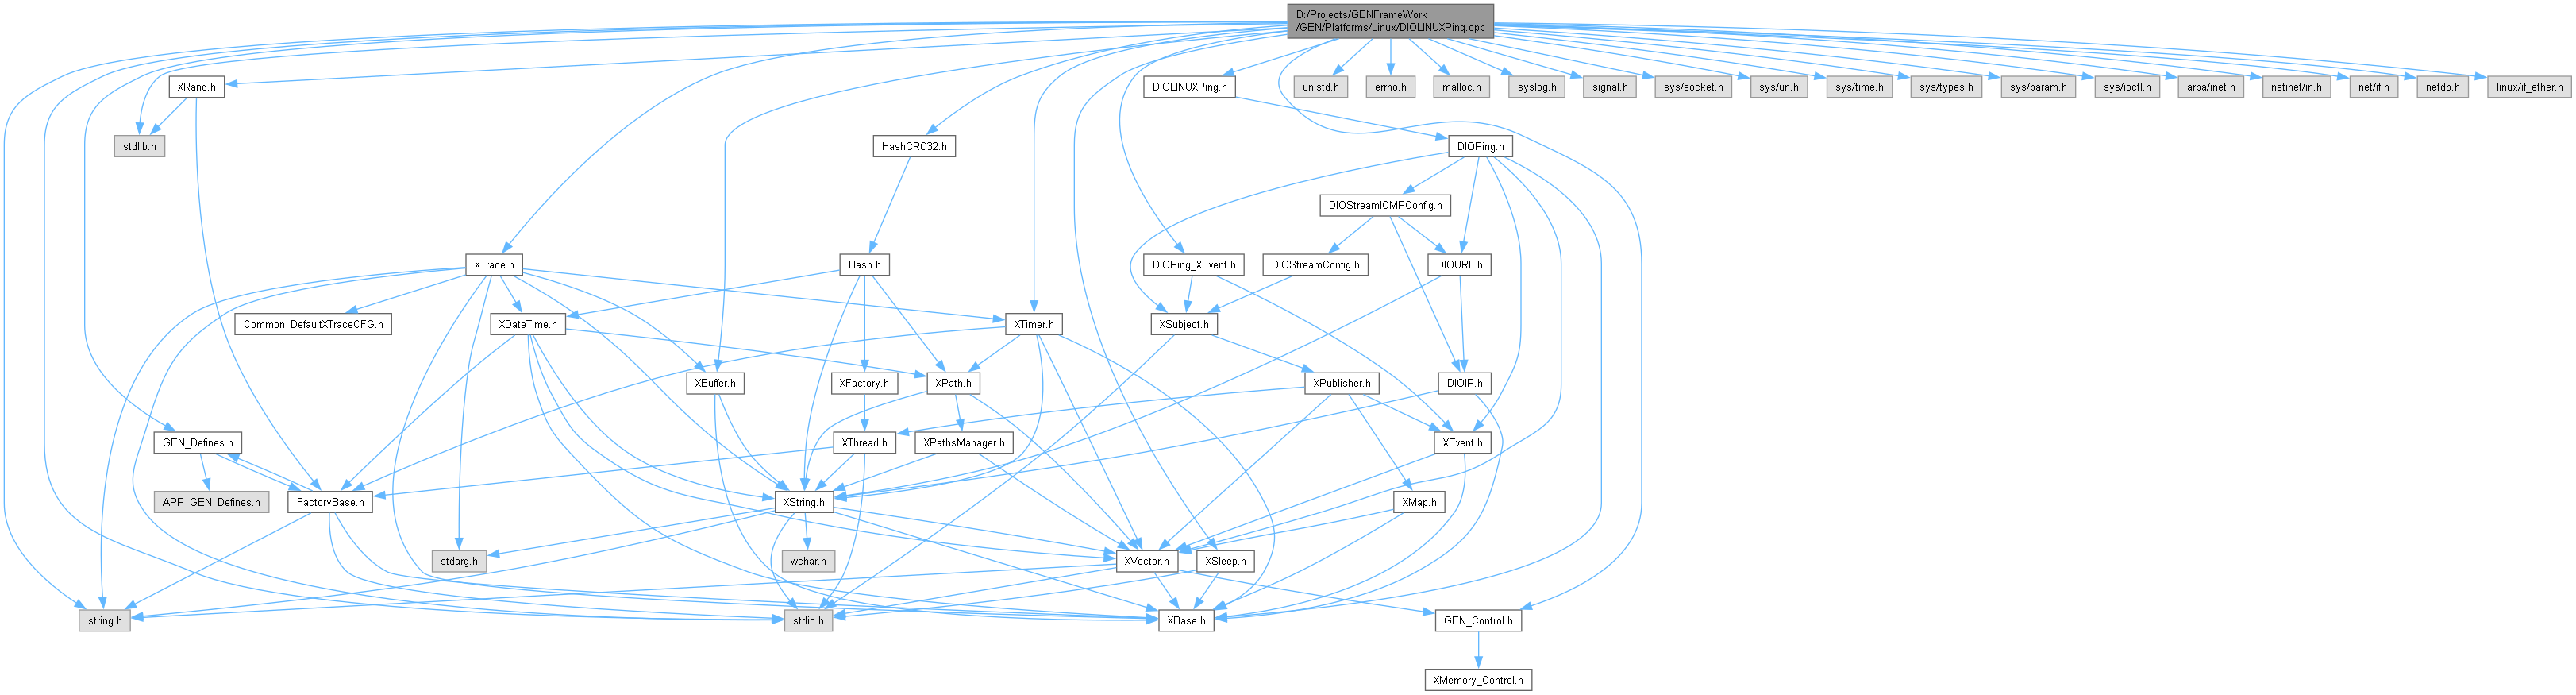 D:/Projects/GENFrameWork
/GEN/Platforms/Linux/DIOLINUXPing.cpp
XRand.h
DIOLINUXPing.h
unistd.h
errno.h
malloc.h
syslog.h
signal.h
sys/socket.h
sys/un.h
sys/time.h
sys/types.h
sys/param.h
sys/ioctl.h
arpa/inet.h
netinet/in.h
net/if.h
netdb.h
linux/if_ether.h
stdlib.h
HashCRC32.h
DIOPing.h
DIOStreamICMPConfig.h
XTrace.h
Hash.h
DIOPing_XEvent.h
DIOStreamConfig.h
DIOURL.h
Common_DefaultXTraceCFG.h
XDateTime.h
XTimer.h
XSubject.h
XBuffer.h
XFactory.h
XPath.h
XPublisher.h
DIOIP.h
GEN_Defines.h
XThread.h
XPathsManager.h
XEvent.h
APP_GEN_Defines.h
FactoryBase.h
XString.h
XMap.h
stdarg.h
wchar.h
XVector.h
XSleep.h
string.h
stdio.h
XBase.h
GEN_Control.h
XMemory_Control.h